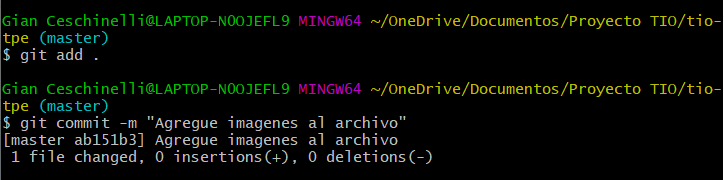 Gian Ceschinelli@LAPTOP-NOOJEFL9 MINGW64 ~/OneDrive/Documentos/Proyecto TIO/tio-
tpe (master)
$ git add .
Gian Ceschinelli@LAPTOP-NOOJEFL9 MINGW64 ~/OneDrive/Documentos/Proyecto TIO/tio-
tpe (master)
$ git commit -m "Agregue imagenes al archivo"
[master ab151b3] Agregue imagenes al archivo
 1 file changed, 0 insertions(+), 0 deletions(-)